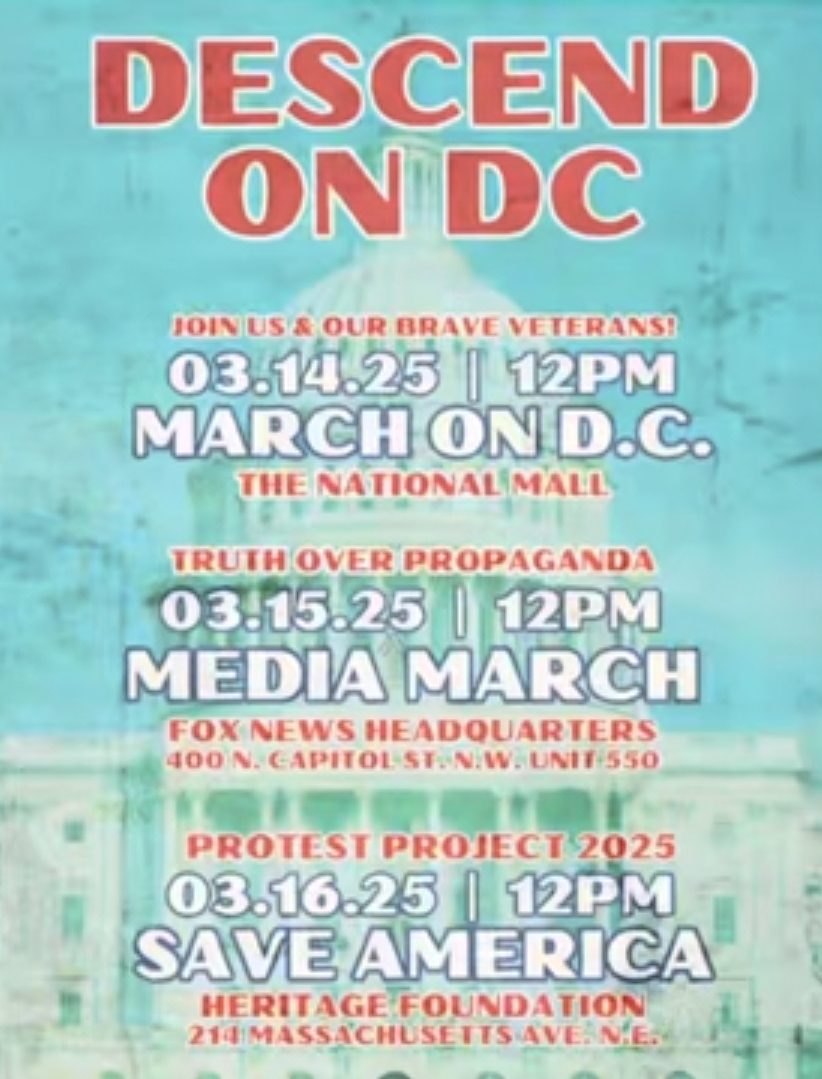 DESCEND
ON DC
JOIN US & OUR BRAVE VETERANS!
03.14.25 | 12PM
MARCH ON D.C.
THE NATIONAL MALL
TRUTH OVER PROPAGANDA
03.15.25 | 12PM
MEDIA MARCH
FOX NEWS HEADQUARTERS
400 N. CAPITOL ST. N.W. UNIT 550
PROTEST PROJECT 2025
03.16.25 | 12PM
SAVE AMERICA
HERITAGE FOUNDATION
214 MASSACHUSETTS AVE. N.E.